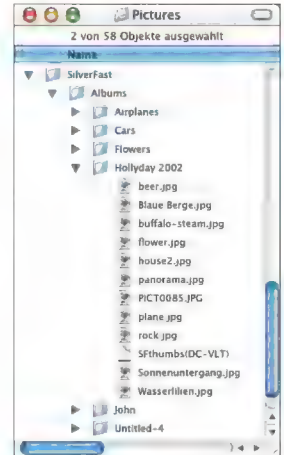 Pictures
2 von 58 Objekte ausgewählt
Name
SilverFast
Albums
Airplanes
Cars
Flowers
Hollyday 2002
beer.jpg
Blaue Berge.jpg
buffalo-steam.jpg
flower.jpg
house2.jpg
panorama.jpg
PICT0085.JPG
plane.jpg
rock.jpg
SFthumbs(DC-VLT)
Sonnenuntergang.jpg
Wasserlilien.jpg
John
Untitled-4